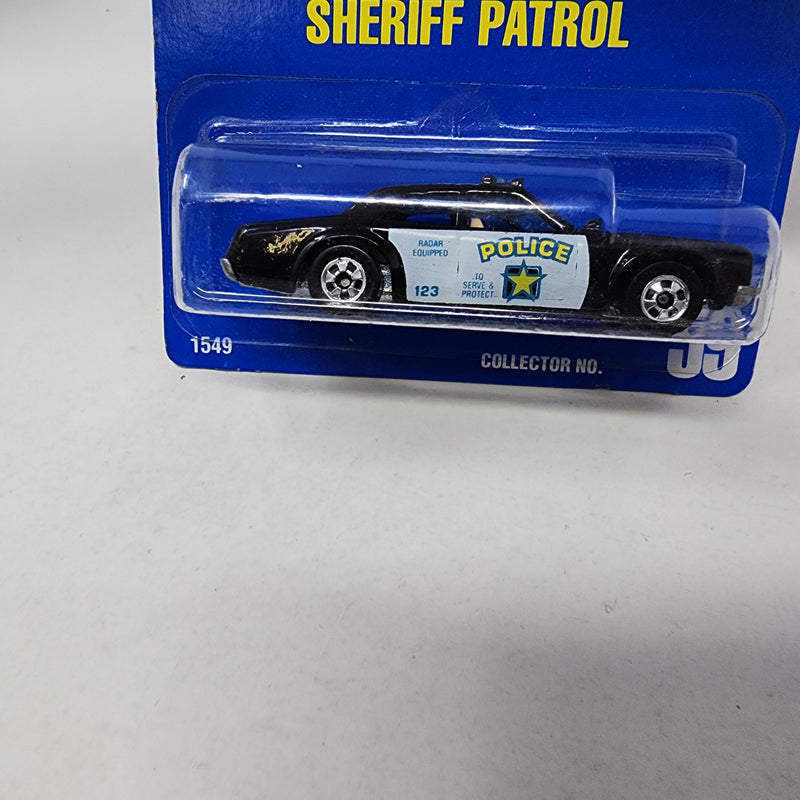 SHERIFF PATROL
RADAR
EQUIPPED
POLICE
TO
SERVE &
PROTECT
123
1549
COLLECTOR NO.